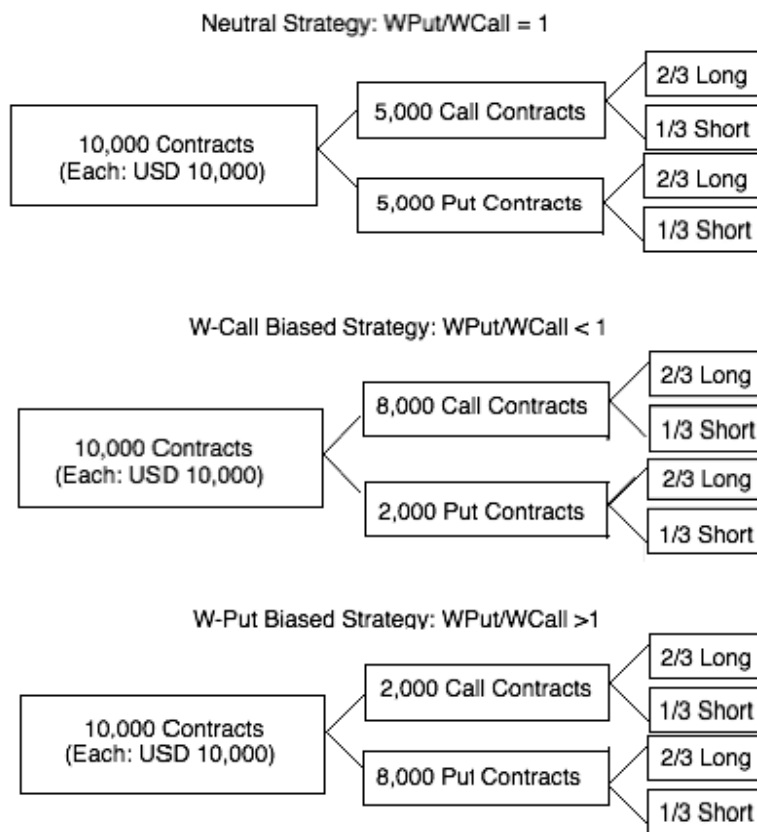 Neutral Strategy: WPut/WCall = 1
2/3 Long
5,000 Call Contracts
1/3 Short
10,000 Contracts
(Each: USD 10,000)
2/3 Long
5,000 Put Contracts
1/3 Short
W-Call Biased Strategy: WPut/WCall < 1
2/3 Long
8,000 Call Contracts
1/3 Short
10,000 Contracts
(Each: USD 10,000)
2/3 Long
2,000 Put Contracts
1/3 Short
W-Put Biased Strategy: WPut/WCall >1
2/3 Long
2,000 Call Contracts
1/3 Short
10,000 Contracts
(Each: USD 10,000)
2/3 Long
8,000 Put Contracts
1/3 Short